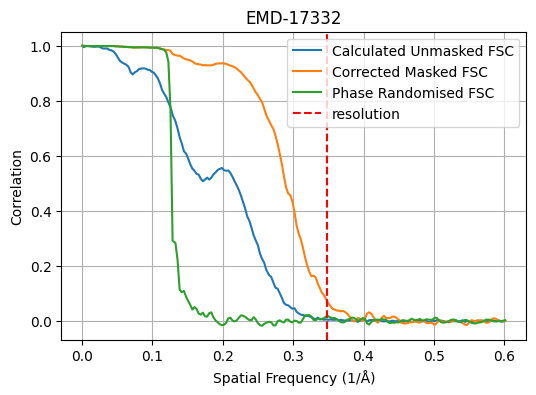 EMD-17332
Calculated Unmasked FSC
Corrected Masked FSC
Phase Randomised FSC
resolution
Correlation
1.0
0.8
0.6
0.4
0.2
0.0
0.0 0.1 0.2 0.3 0.4 0.5 0.6
Spatial Frequency (1/Å)